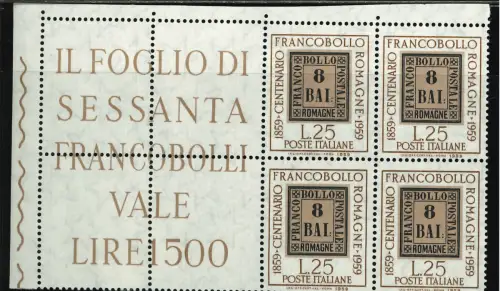 IL FOGLIO DI
SESSANTA
FRANCOBOLLI
VALE
LIRE 1500
FRANCOBOLLO
1859·CENTENARIO
ROMAGNE·1959
BOLLO
FRANCO
POSTALE
8
BAI.
ROMAGNE
L.25
POSTE ITALIANE
FRANCOBOLLO
1859·CENTENARIO
ROMAGNE·1959
BOLLO
FRANCO
POSTALE
8
BAI.
ROMAGNE
L.25
POSTE ITALIANE
FRANCOBOLLO
1859·CENTENARIO
ROMAGNE·1959
BOLLO
FRANCO
POSTALE
8
BAI.
ROMAGNE
L.25
POSTE ITALIANE
FRANCOBOLLO
1859·CENTENARIO
ROMAGNE·1959
BOLLO
FRANCO
POSTALE
8
BAI.
ROMAGNE
L.25
POSTE ITALIANE